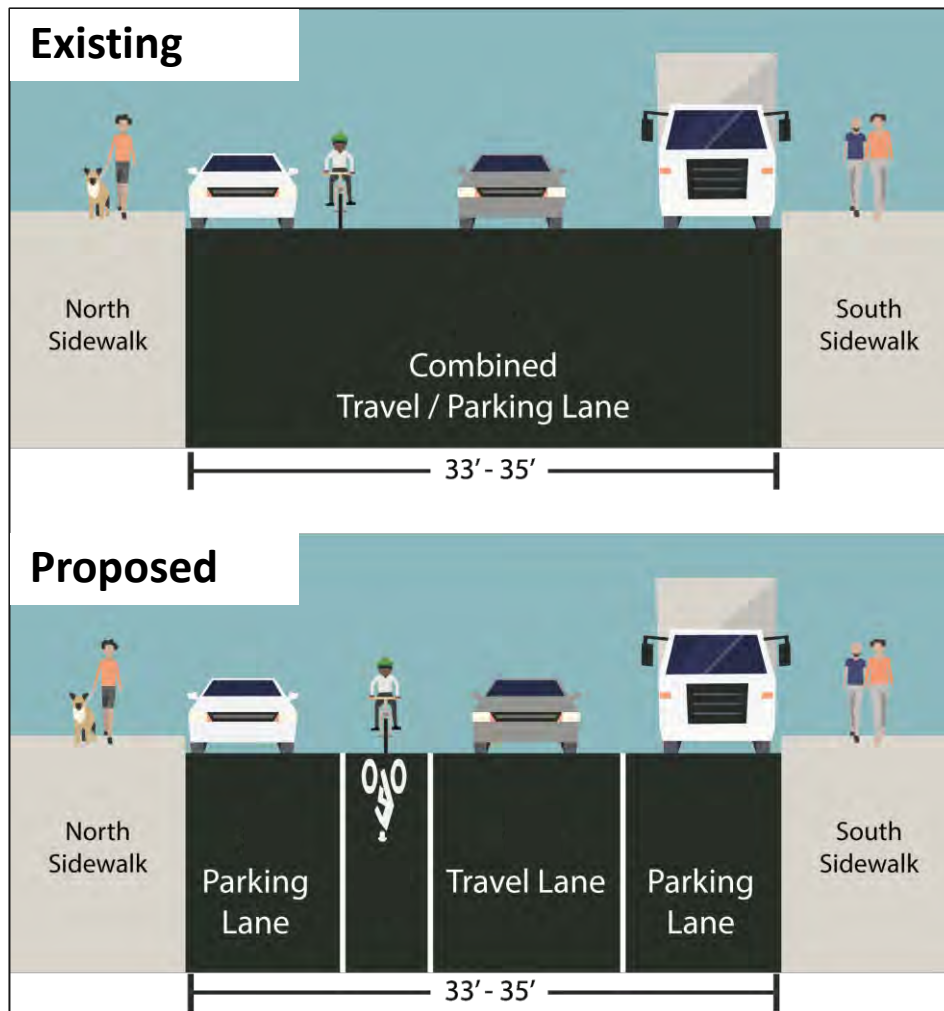 Existing
North
Sidewalk
Combined
Travel / Parking Lane
South
Sidewalk
33’ - 35’
Proposed
North
Sidewalk
Parking
Lane
Travel Lane
Parking
Lane
South
Sidewalk
33’ - 35’